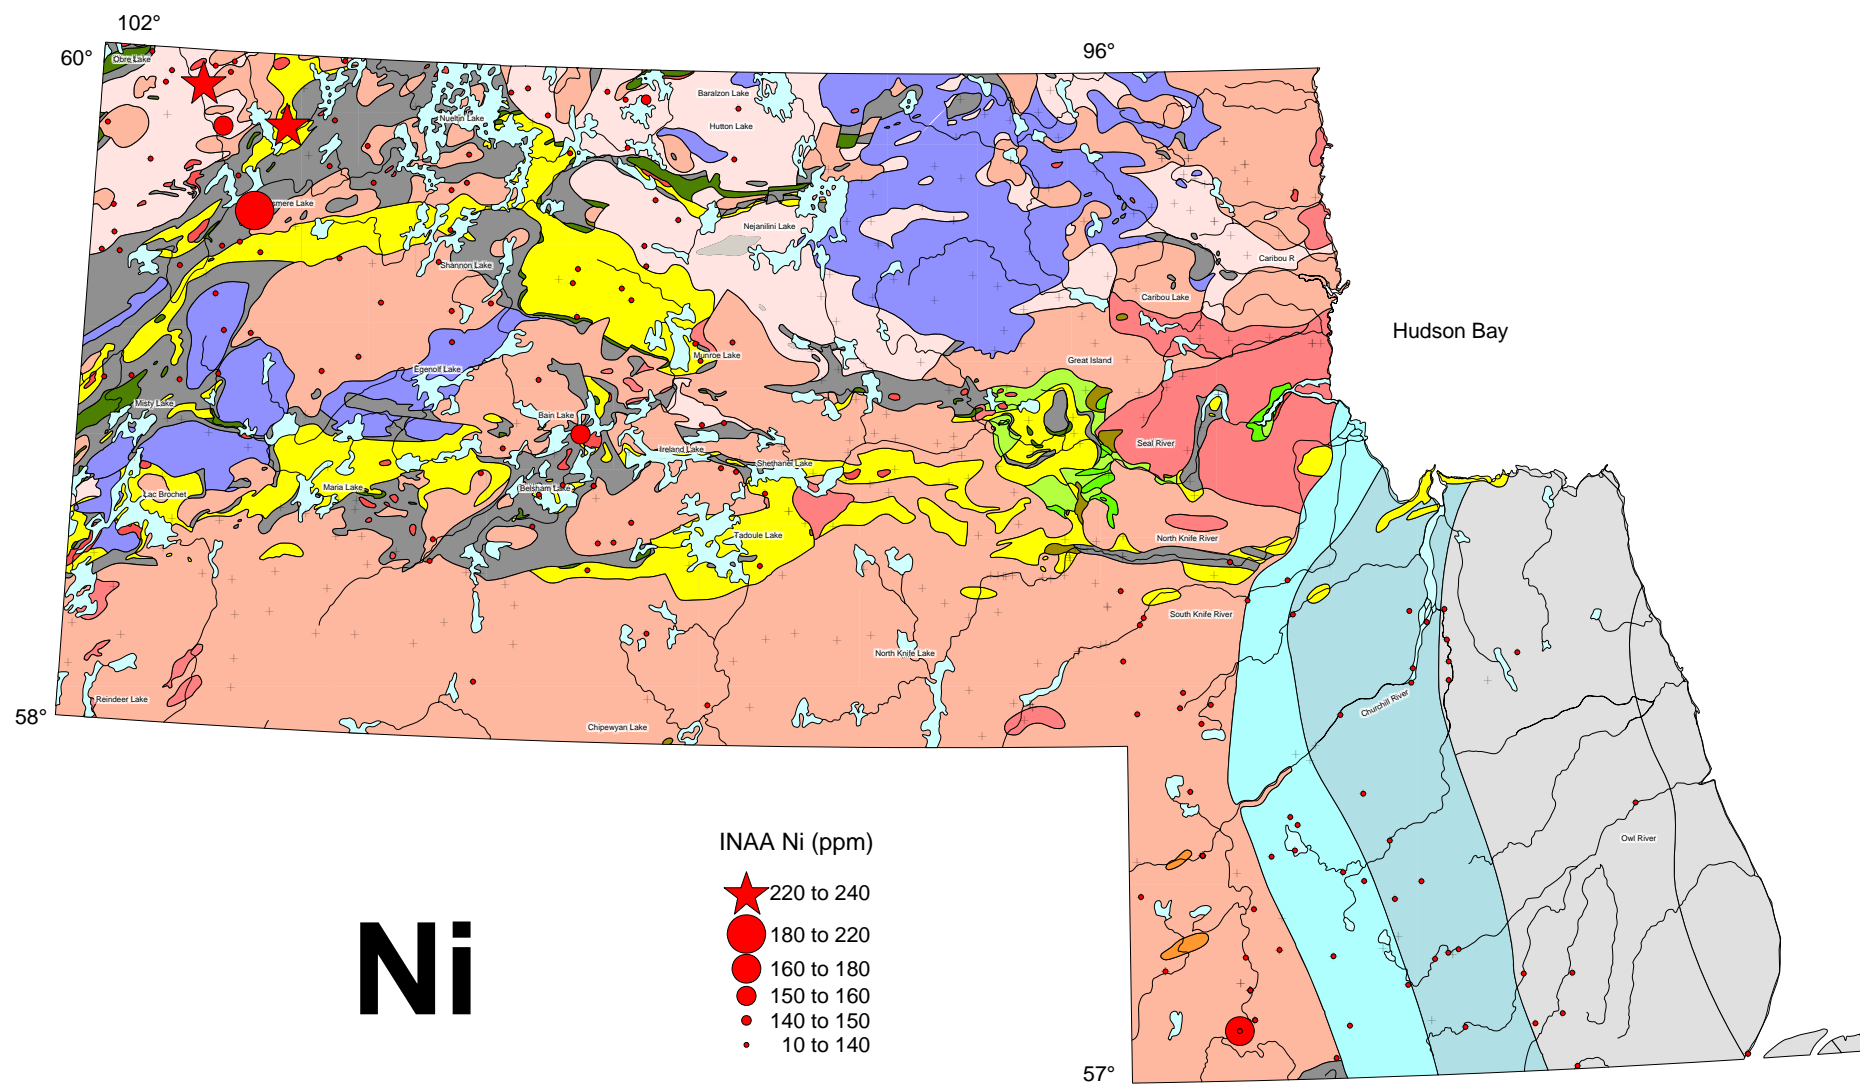 102°
96°
60°
Obre Lake
Baralzon Lake
Nueltin Lake
Hutton Lake
smere Lake
Nejanilini Lake
Caribou R
Shannon Lake
Caribou Lake
Hudson Bay
Munroe Lake
Great Island
Egenolf Lake
Misty Lake
Bain Lake
Seal River
Ireland Lake
Shethanei Lake
Maria Lake
Belsham Lake
Lac Brochet
Tadoule Lake
North Knife River
South Knife River
North Knife Lake
Reindeer Lake
Churchill River
58°
Chipewyan Lake
Owl River
INAA Ni (ppm)
220 to 240
180 to 220
160 to 180
150 to 160
140 to 150
10 to 140
Ni
57°